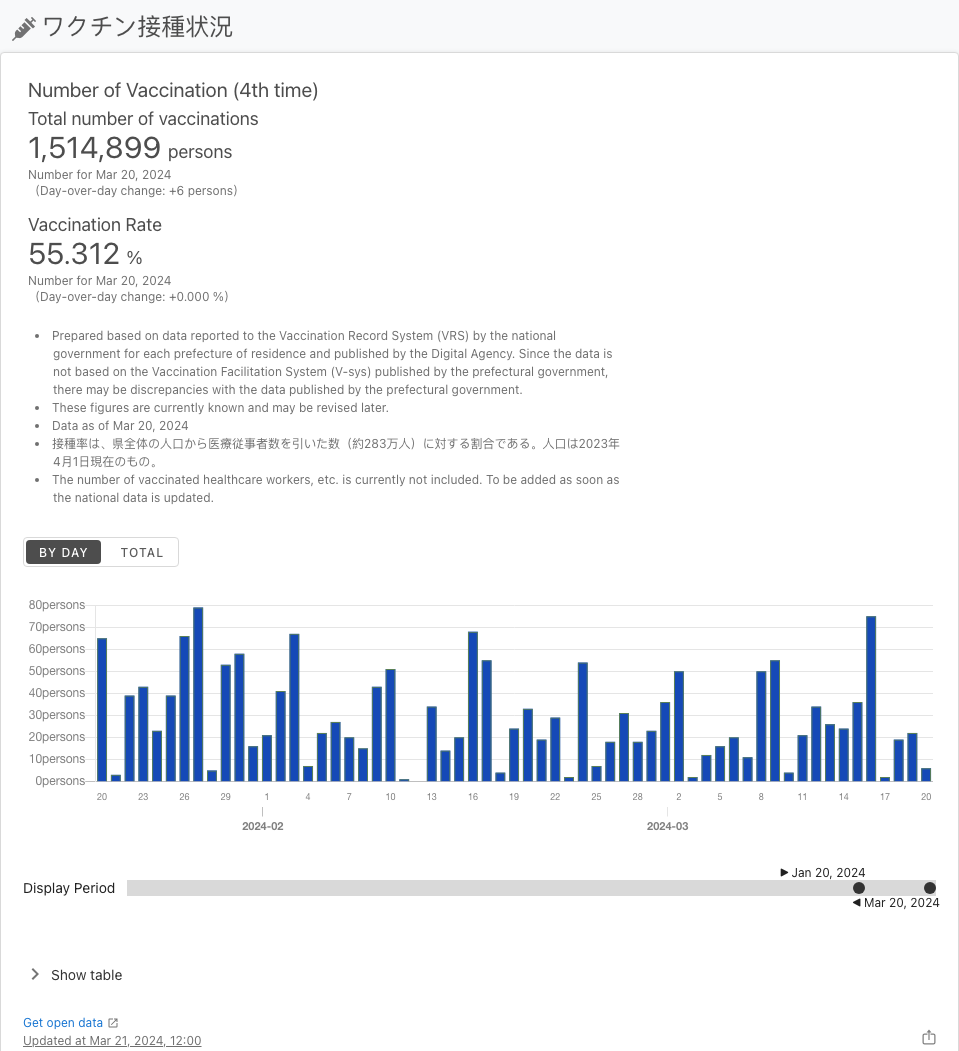 ワクチン接種状況
Number of Vaccination (4th time)
Total number of vaccinations
1,514,899 persons
Number for Mar 20, 2024
(Day-over-day change: +6 persons)
Vaccination Rate
55.312 %
Number for Mar 20, 2024
(Day-over-day change: +0.000 %)
• Prepared based on data reported to the Vaccination Record System (VRS) by the national
government for each prefecture of residence and published by the Digital Agency. Since the data is
not based on the Vaccination Facilitation System (V-sys) published by the prefectural government,
there may be discrepancies with the data published by the prefectural government.
• These figures are currently known and may be revised later.
• Data as of Mar 20, 2024
• 接種率は、県全体の人口から医療従事者数を引いた数（約283万人）に対する割合である。人口は2023年
4月1日現在のもの。
• The number of vaccinated healthcare workers, etc. is currently not included. To be added as soon as
the national data is updated.
BY DAY TOTAL
80persons
70persons
60persons
50persons
40persons
30persons
20persons
10persons
0persons
20 23 26 29 1 4 7 10 13 16 19 22 25 28 2 5 8 11 14 17 20
2024-02 2024-03
Jan 20, 2024
Display Period
Mar 20, 2024
Show table
Get open data
Updated at Mar 21, 2024, 12:00